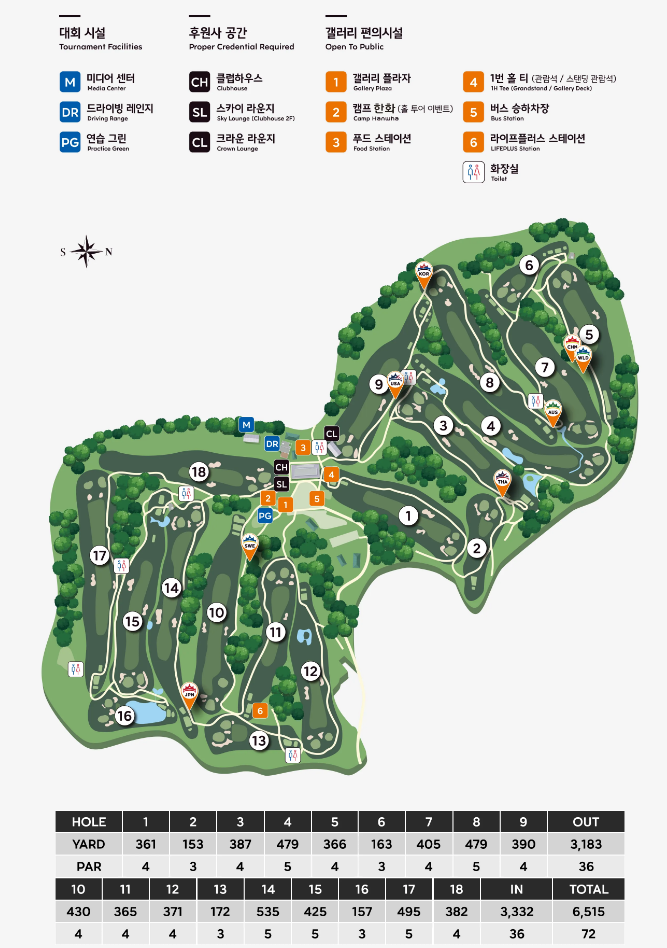 대회 시설
Tournament Facilities
후원사 공간
Proper Credential Required
갤러리 편의시설
Open To Public
M 미디어 센터
Media Center
DR 드라이빙 레인지
Driving Range
PG 연습 그린
Practice Green
CH 클럽하우스
Clubhouse
SL 스카이 라운지
Sky Lounge (Clubhouse 2F)
CL 크라운 라운지
Crown Lounge
1 갤러리 플라자
Gallery Plaza
2 캠프 한화 (홀 투어 이벤트)
Camp Hanwha
3 푸드 스테이션
Food Station
4 1번 홀 티 (관람석 / 스탠딩 관람석)
1H Tee (Grandstand / Gallery Deck)
5 버스 승하차장
Bus Station
6 라이프플러스 스테이션
LIFEPLUS Station
화장실
Toilet
S N
6
KOR
5
CHN
WLD
7
8
9
USA
AUS
3
4
M
DR
3
CL
CH
4
SL
THA
18
2
1
5
PG
1
SWE
2
17
14
15
10
11
12
JPN
16
6
13
HOLE 1 2 3 4 5 6 7 8 9 OUT
YARD 361 153 387 479 366 163 405 479 390 3,183
PAR 4 3 4 5 4 3 4 5 4 36
10 11 12 13 14 15 16 17 18 IN TOTAL
430 365 371 172 535 425 157 495 382 3,332 6,515
4 4 4 3 5 5 3 5 4 36 72